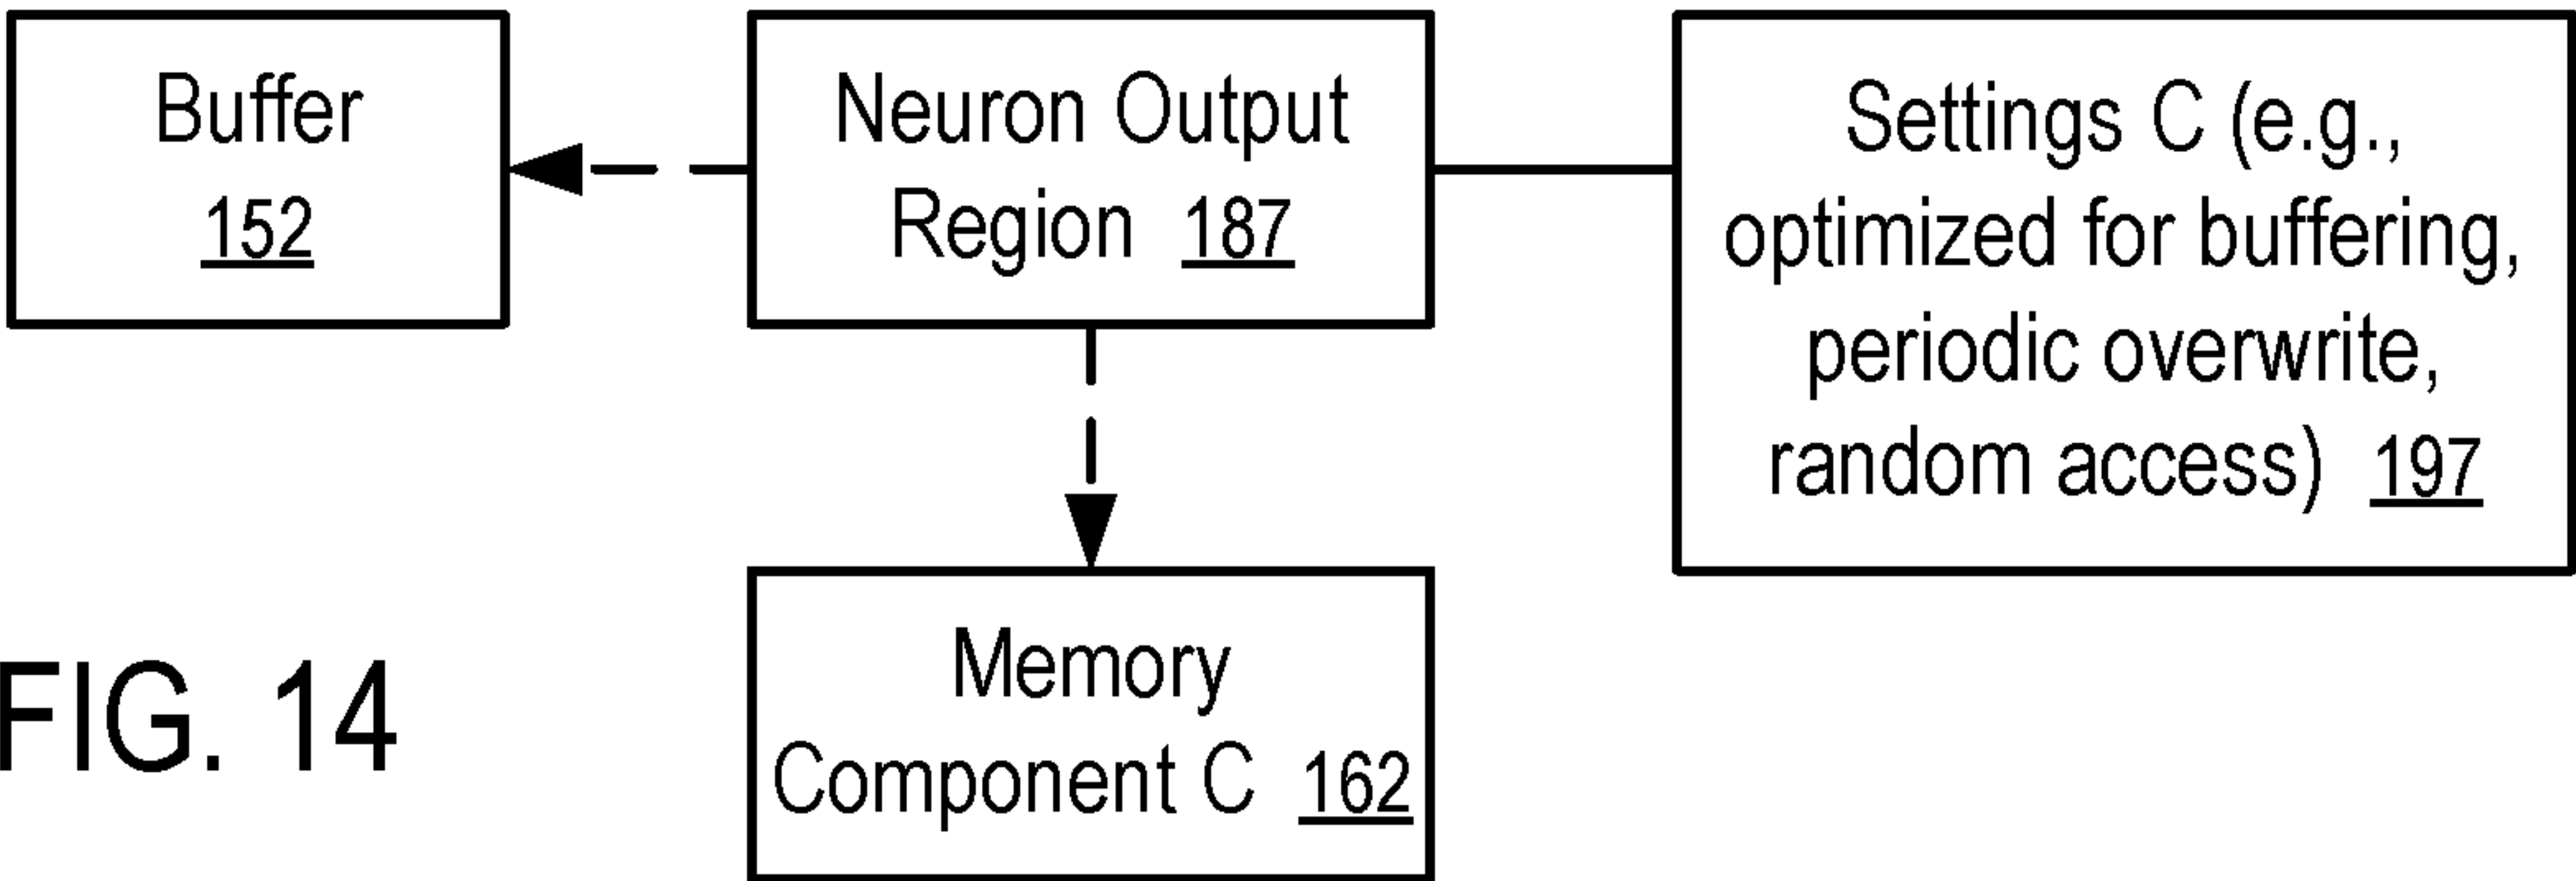 Buffer
152
Neuron Output
Region 187
Settings C (e.g.,
optimized for buffering,
periodic overwrite,
random access) 197
Memory
Component C 162
FIG. 14